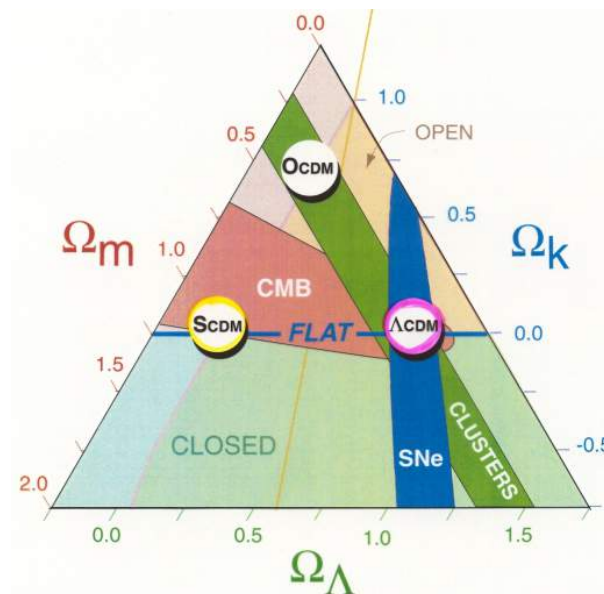 0.0
1.0
0.5
OPEN
OCDM
0.5
Ωm
Ωk
1.0
CMB
SCDM
FLAT
ΛCDM
0.0
1.5
CLOSED
SNe
CLUSTERS
-0.5
2.0
0.0
0.5
1.0
1.5
ΩΛ